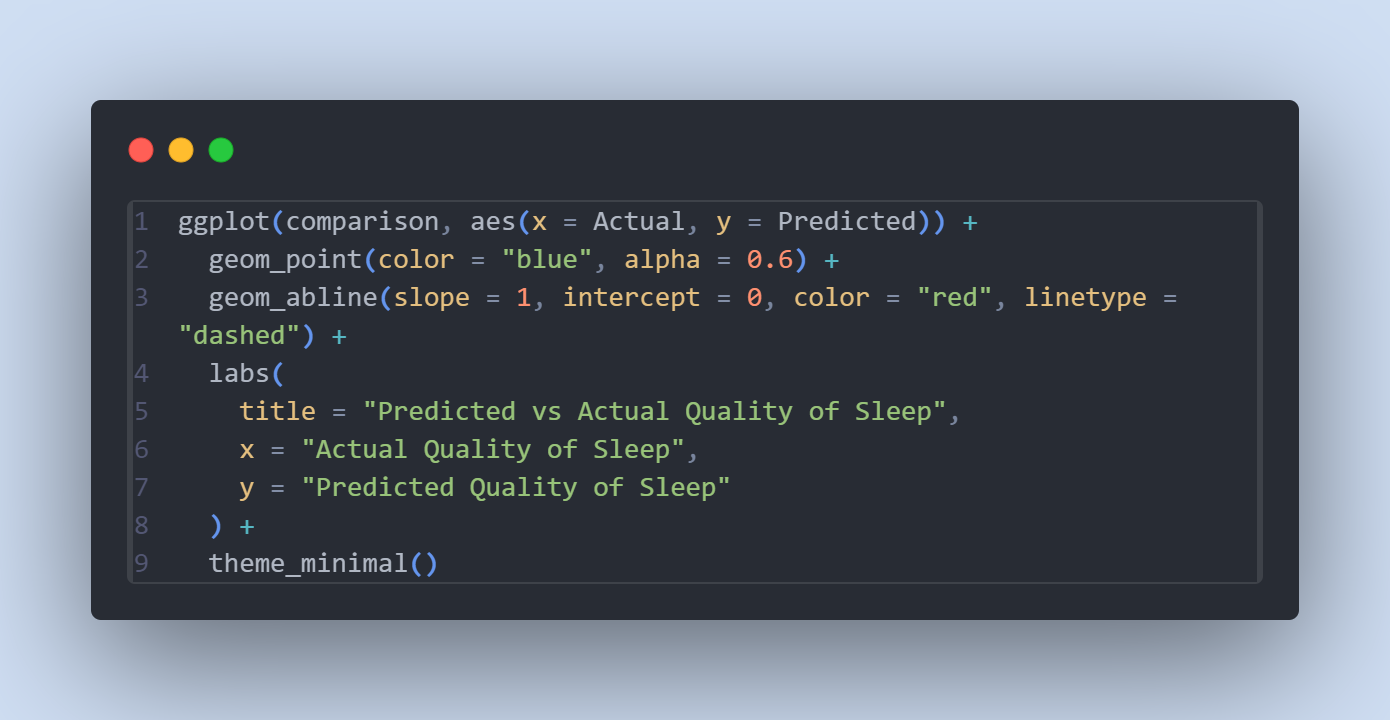 1 ggplot(comparison, aes(x = Actual, y = Predicted)) +
2   geom_point(color = "blue", alpha = 0.6) +
3   geom_abline(slope = 1, intercept = 0, color = "red", linetype =
"dashed") +
4   labs(
5     title = "Predicted vs Actual Quality of Sleep",
6     x = "Actual Quality of Sleep",
7     y = "Predicted Quality of Sleep"
8   ) +
9   theme_minimal()